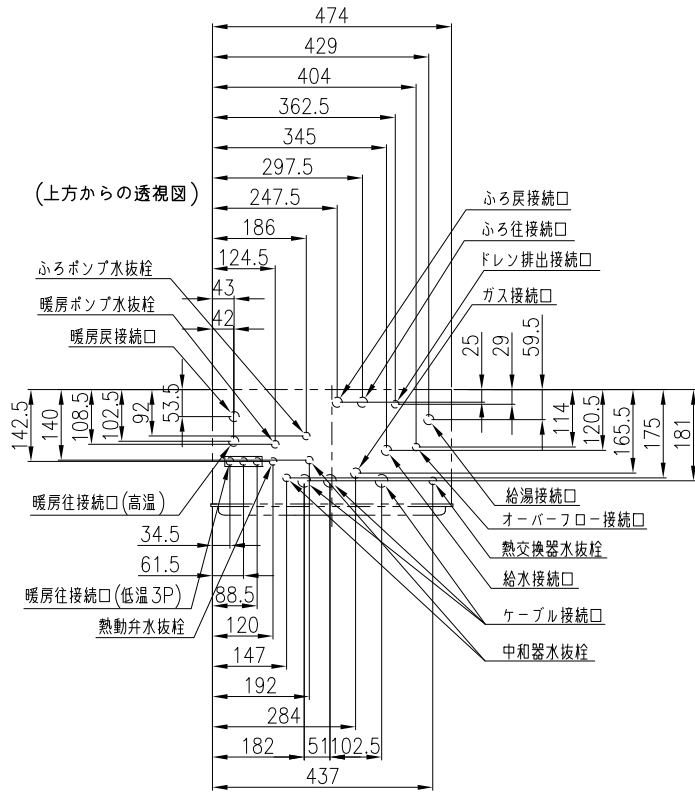 474
429
404
362.5
345
297.5
247.5
(上方からの透視図)
186
124.5
43
42
ふろ戻接続口
ふろ往接続口
ドレン排出接続口
ガス接続口
ふろポンプ水抜栓
暖房ポンプ水抜栓
暖房戻接続口
25
29
59.5
142.5
140
108.5
102.5
92
53.5
114
120.5
165.5
175
181
暖房往接続口(高温)
34.5
61.5
暖房往接続口(低温3P)
88.5
熱動弁水抜栓
120
147
192
284
182
51
102.5
437
給湯接続口
オーバーフロー接続口
熱交換器水抜栓
給水接続口
ケーブル接続口
中和器水抜栓